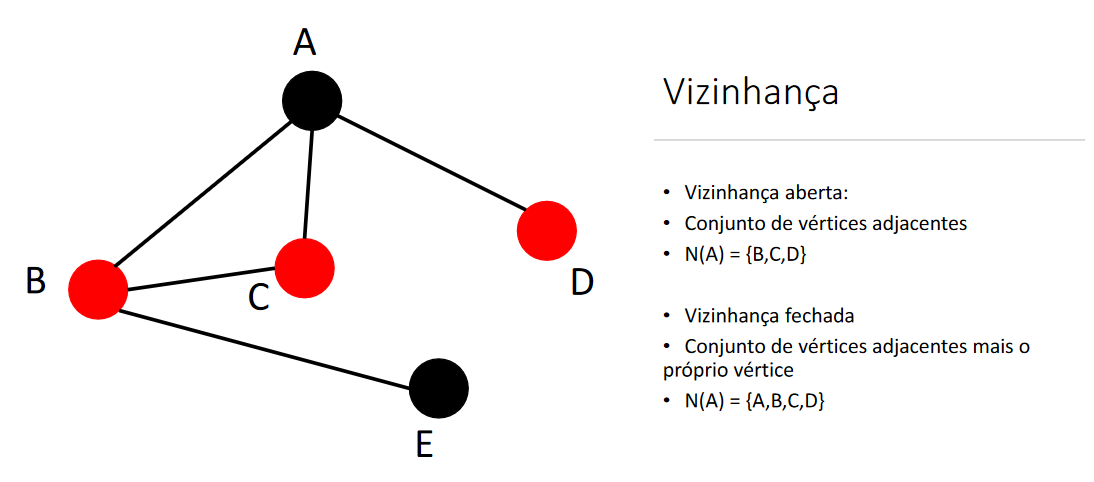 A
B
C
D
E
Vizinhança
• Vizinhança aberta:
• Conjunto de vértices adjacentes
• N(A) = {B,C,D}
• Vizinhança fechada
• Conjunto de vértices adjacentes mais o
próprio vértice
• N(A) = {A,B,C,D}